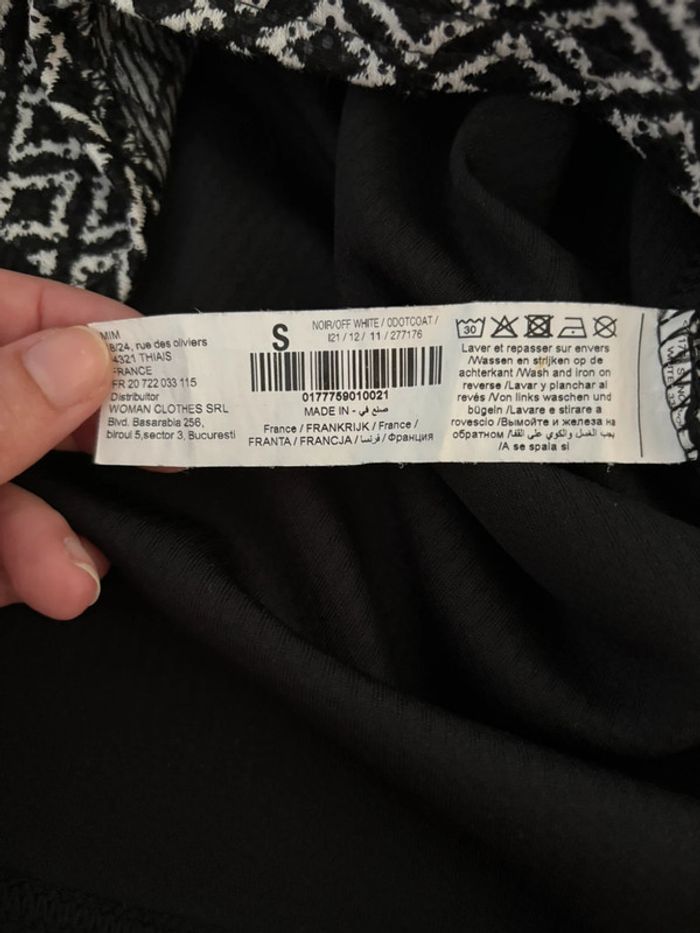 MIM
8/24, rue des oliviers
4321 THIAIS
FRANCE
FR 20 722 033 115
Distribuitor
WOMAN CLOTHES SRL
Blvd. Basarabia 256,
biroul 5,sector 3, Bucuresti
S
NOIR/OFF WHITE / ODOTCOAT /
I21 / 12 / 11 / 277176
0177759010021
MADE IN - صنع في
France / FRANKRIJK / France /
FRANTA / FRANCJA / فرنسا / Франция
30
Laver et repasser sur envers
/Wassen en strijken op de
achterkant /Wash and iron on
reverse /Lavar y planchar al
revés /Von links waschen und
bügeln /Lavare e stirare a
rovescio /Вымойте и железа на
обратном /يجب الغسل والكوي على القفا
/A se spala si